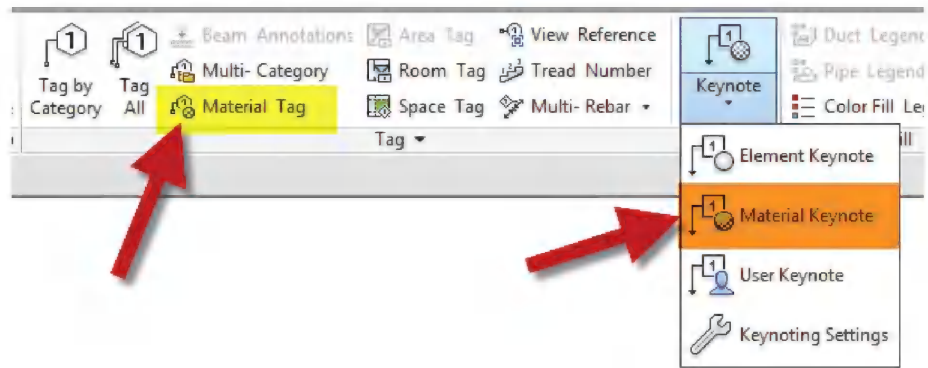 Beam Annotations Area Tag View Reference Duct Legend
Multi- Category Room Tag Tread Number Pipe Legend
Tag by Category
Tag All
Material Tag Space Tag Multi- Rebar Color Fill
Keynote
Tag
Element Keynote
Material Keynote
User Keynote
Keynoting Settings